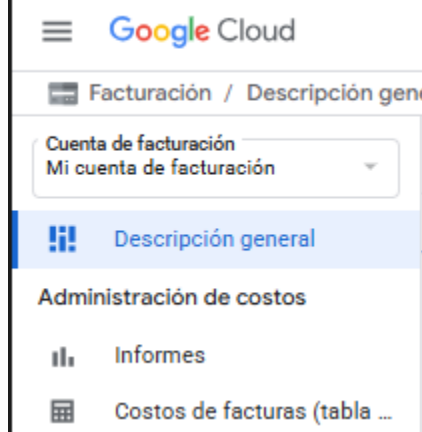 Google Cloud
Facturación / Descripción gen
Cuenta de facturación
Mi cuenta de facturación
Descripción general
Administración de costos
Informes
Costos de facturas (tabla ...